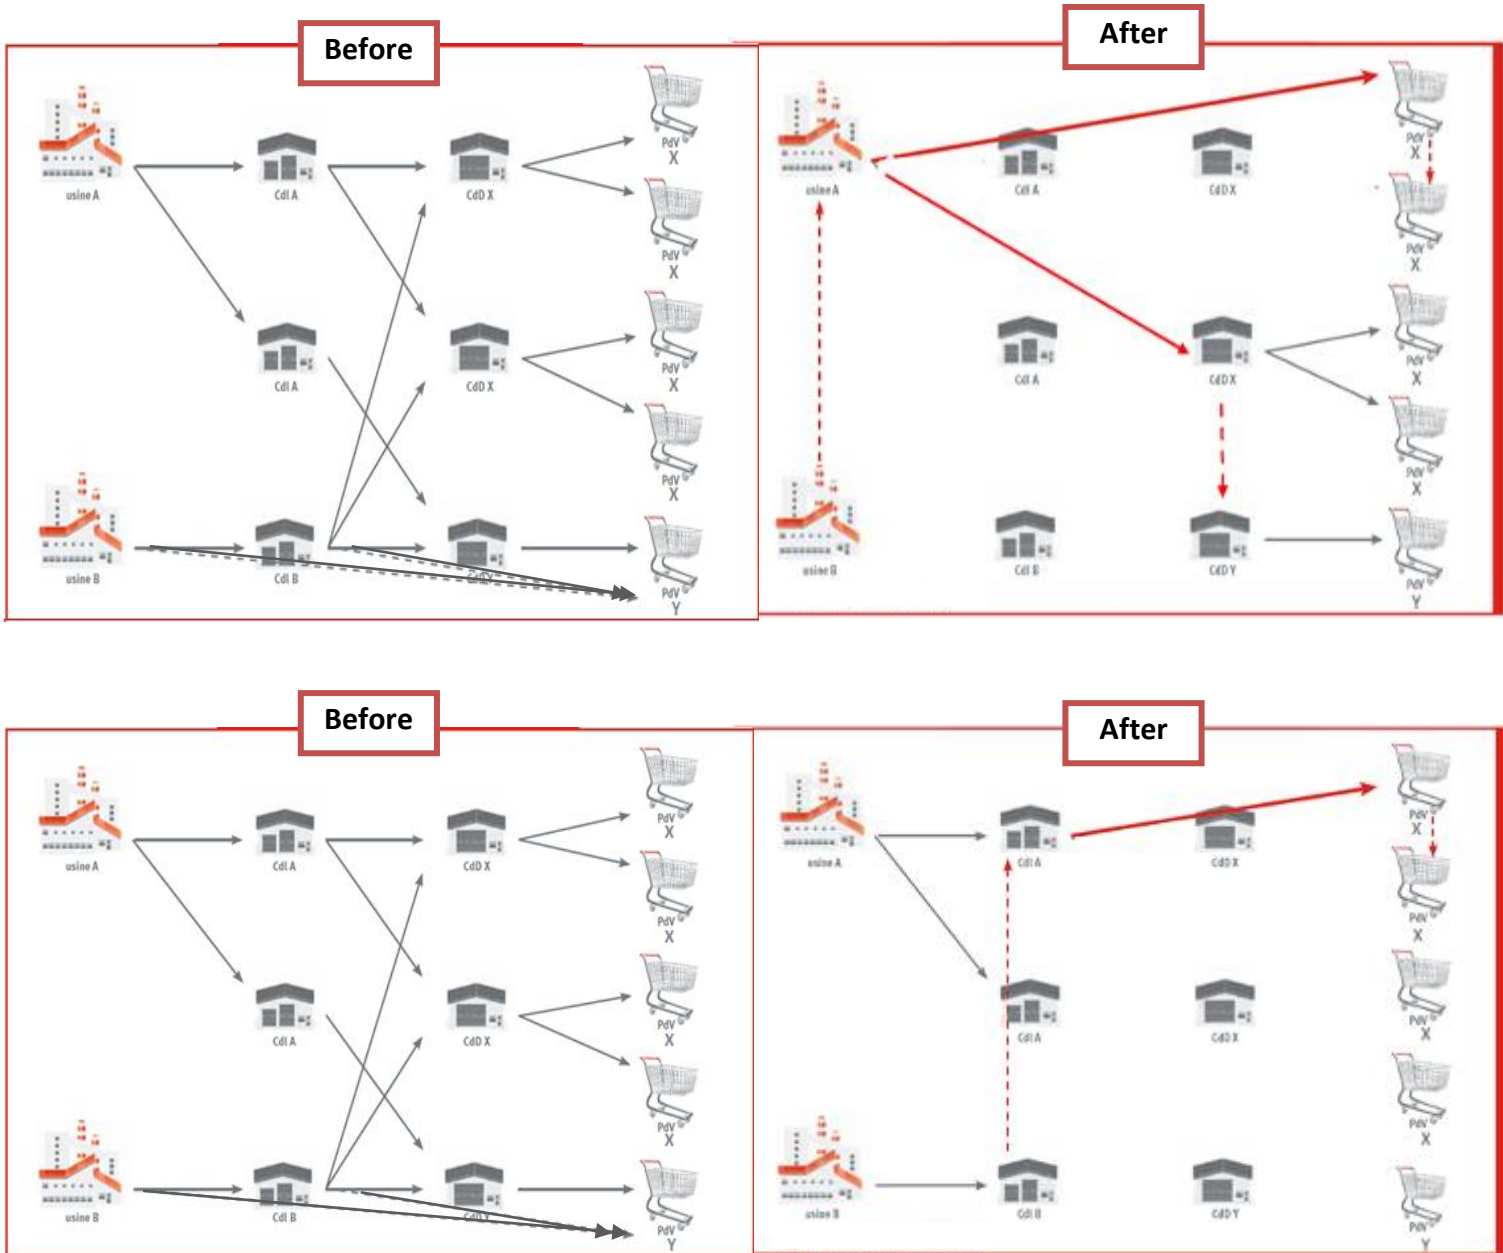 Before
After
PdV
X
PdV
X
usine A
CdI A
CdD X
usine A
CdI A
CdD X
PdV
X
PdV
X
PdV
X
PdV
X
CdI A
CdD X
CdI A
CdD X
PdV
X
PdV
X
usine B
CdI B
CdD Y
PdV
Y
usine B
CdI B
CdD Y
PdV
Y
Before
After
PdV
X
PdV
X
usine A
CdI A
CdD X
usine A
CdI A
CdD X
PdV
X
PdV
X
PdV
X
PdV
X
CdI A
CdD X
CdI A
CdD X
PdV
X
PdV
X
usine B
CdI B
PdV
Y
usine B
CdI B
CdD Y
PdV
Y